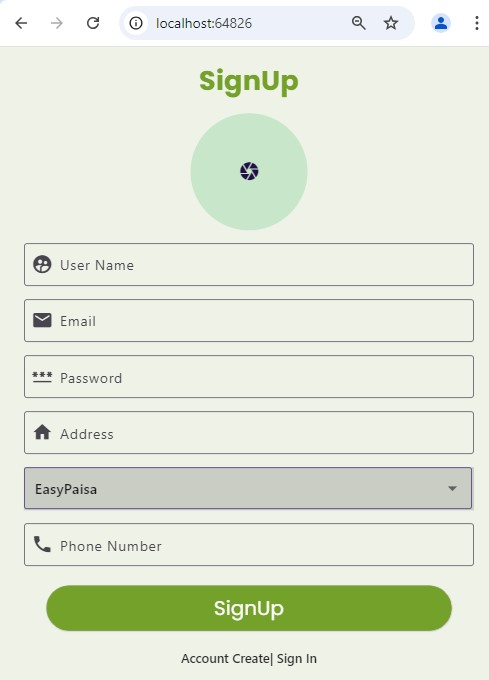 localhost:64826
SignUp
User Name
Email
*** Password
Address
EasyPaisa
Phone Number
SignUp
Account Create| Sign In